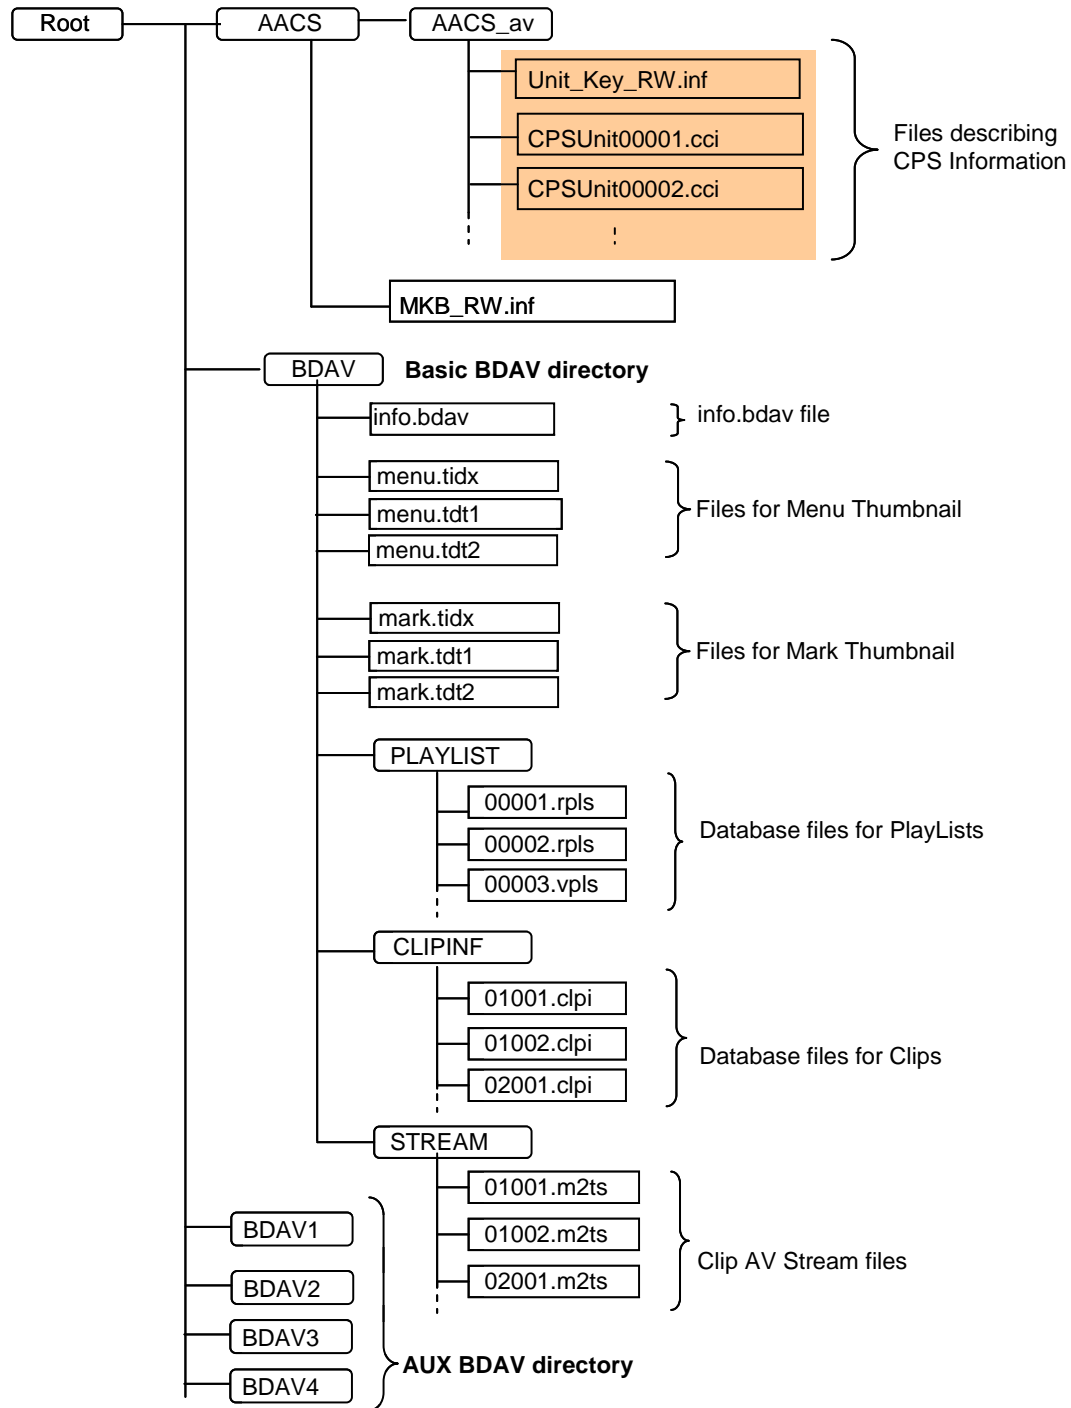 Root
AACS
AACS_av
Unit_Key_RW.inf
CPSUnit00001.cci
CPSUnit00002.cci
Files describing
CPS Information
MKB_RW.inf
BDAV
Basic BDAV directory
info.bdav
info.bdav file
menu.tidx
menu.tdt1
menu.tdt2
Files for Menu Thumbnail
mark.tidx
mark.tdt1
mark.tdt2
Files for Mark Thumbnail
PLAYLIST
00001.rpls
00002.rpls
00003.vpls
Database files for PlayLists
CLIPINF
01001.clpi
01002.clpi
02001.clpi
Database files for Clips
STREAM
01001.m2ts
01002.m2ts
02001.m2ts
Clip AV Stream files
BDAV1
BDAV2
BDAV3
BDAV4
AUX BDAV directory